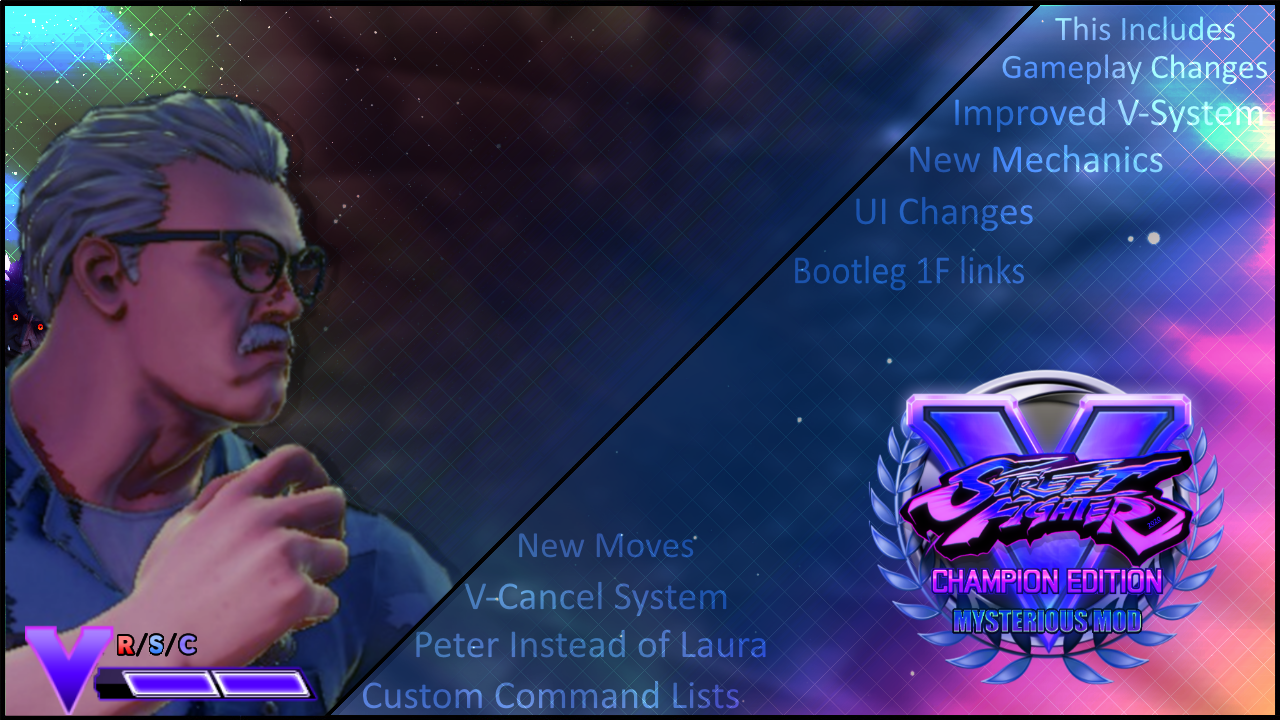 This Includes
Gameplay Changes
Improved V-System
New Mechanics
UI Changes
Bootleg 1F links
STREET
FIGHTER
V
CHAMPION EDITION
MYSTERIOUS MOD
New Moves
V-Cancel System
Peter Instead of Laura
Custom Command Lists
V
R/S/C